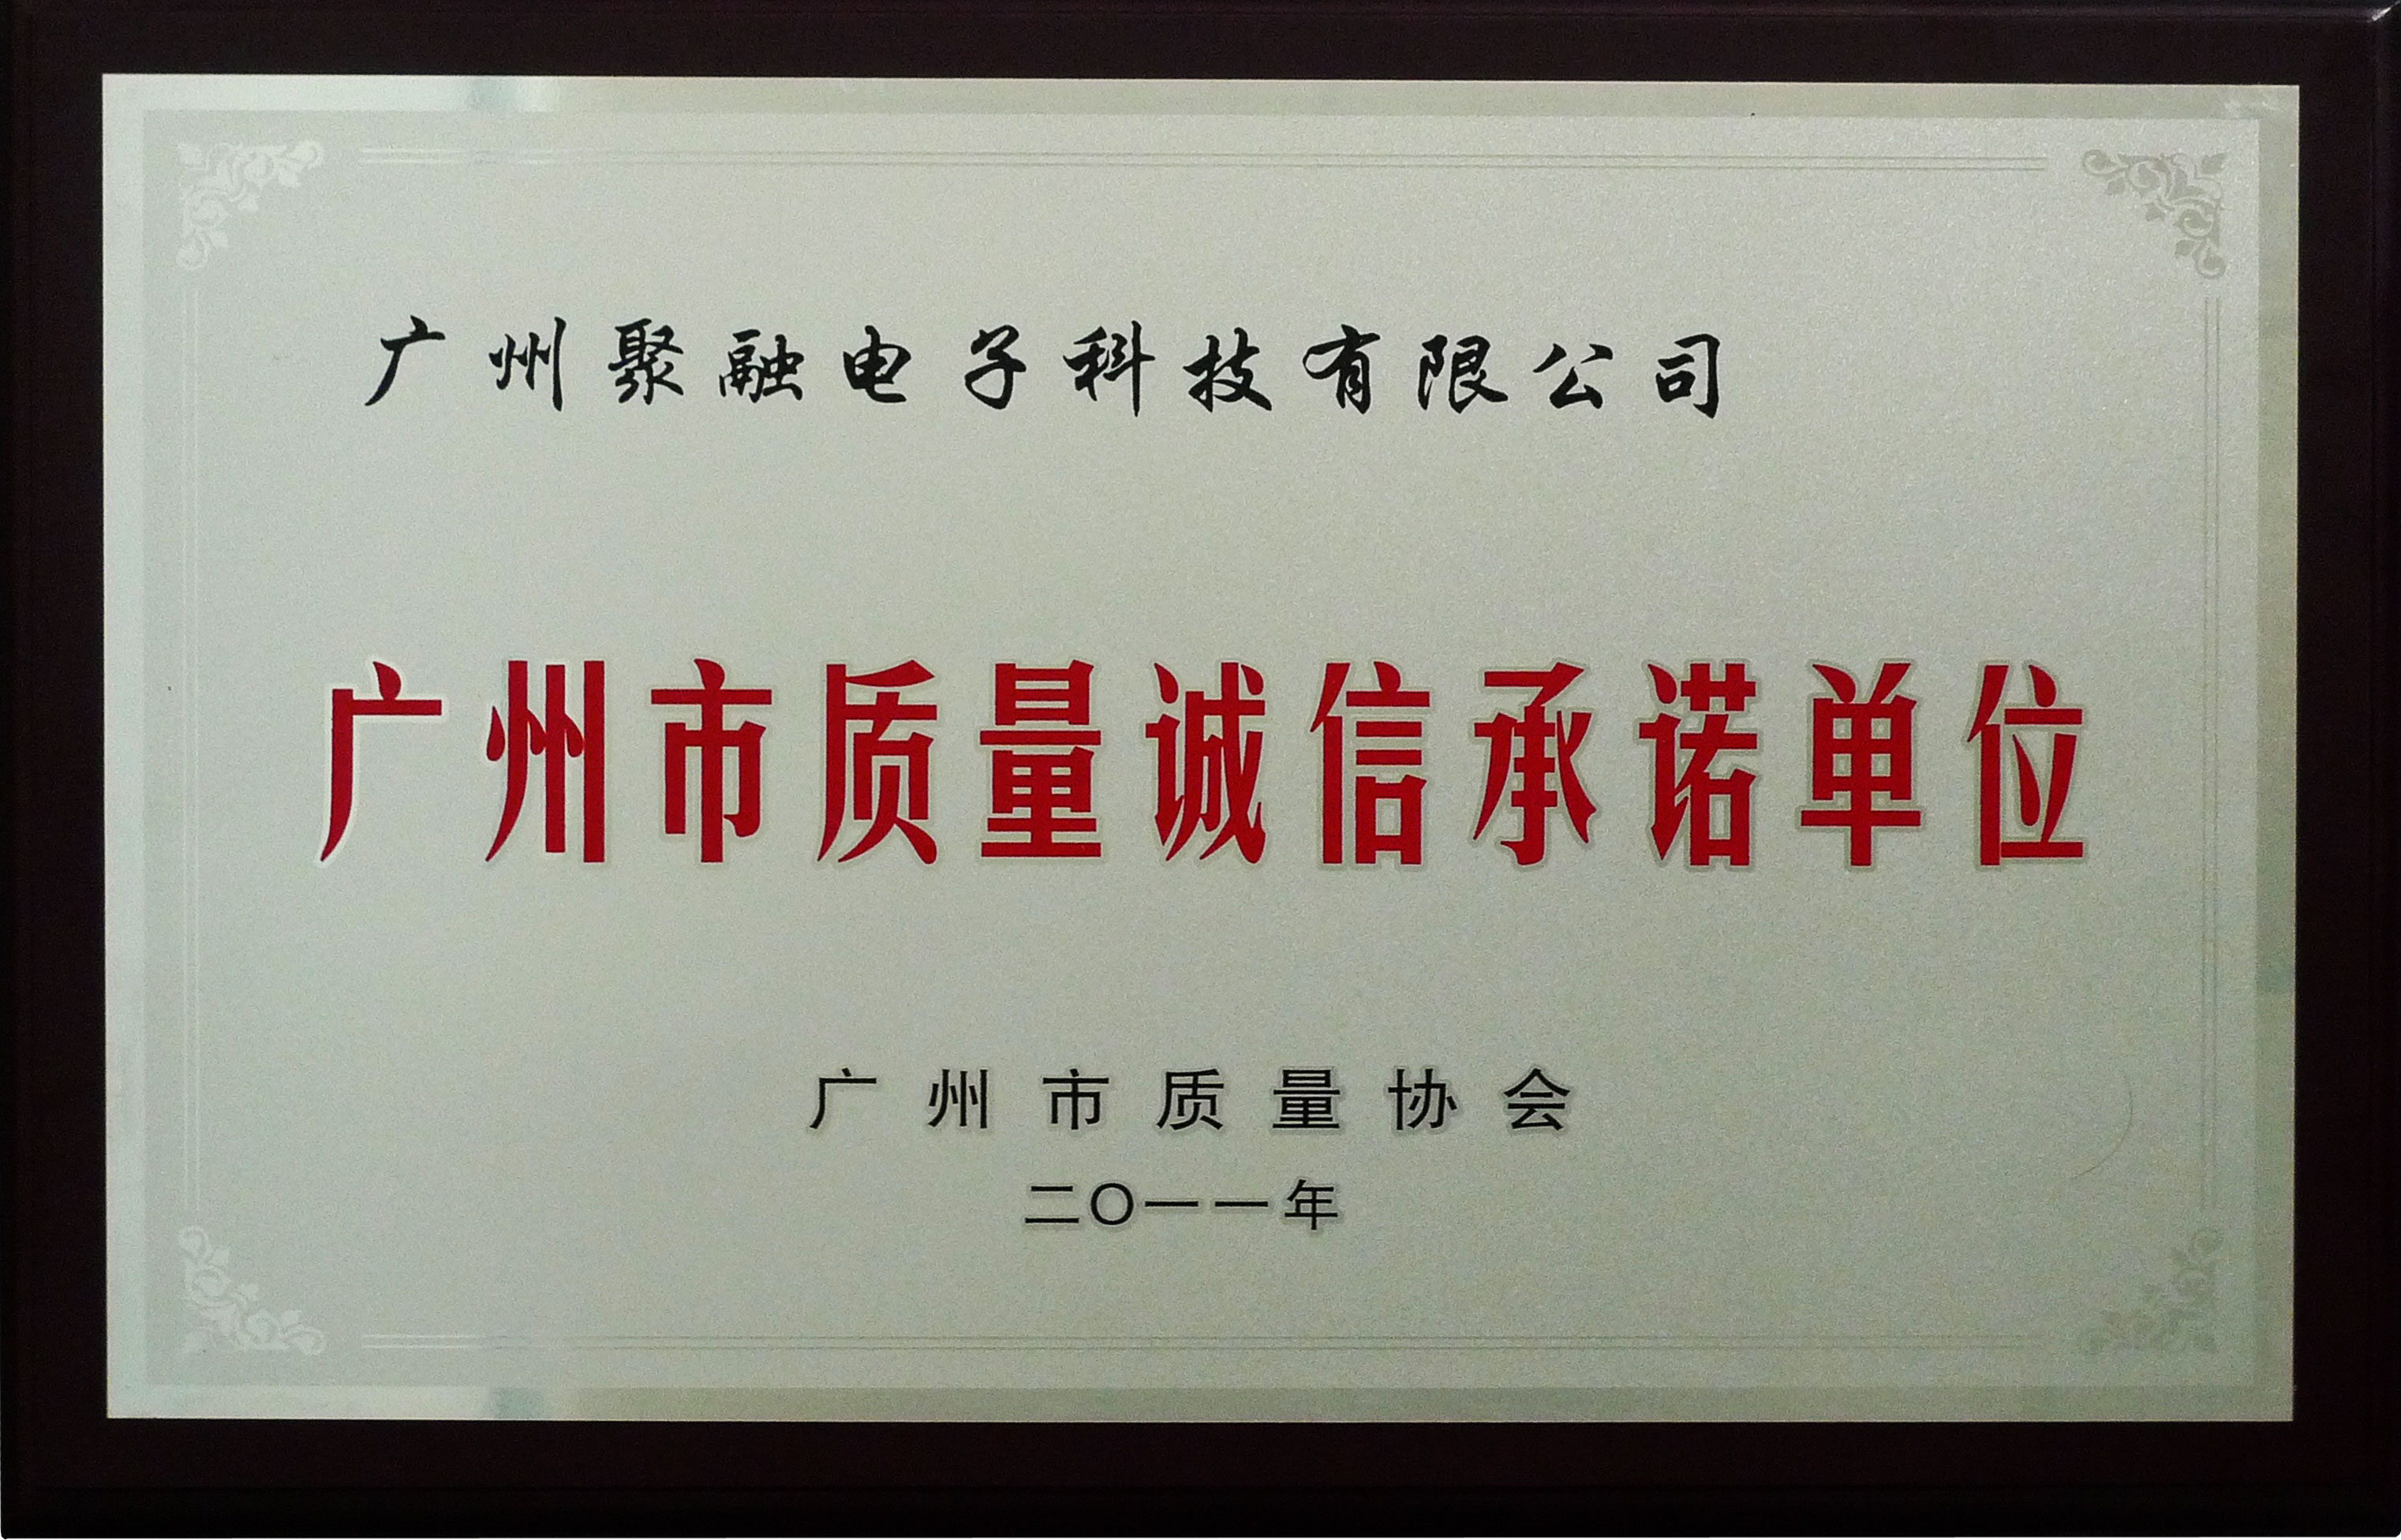 广州聚融电子科技有限公司
广州市质量诚信承诺单位
广州市质量协会
二〇一一年